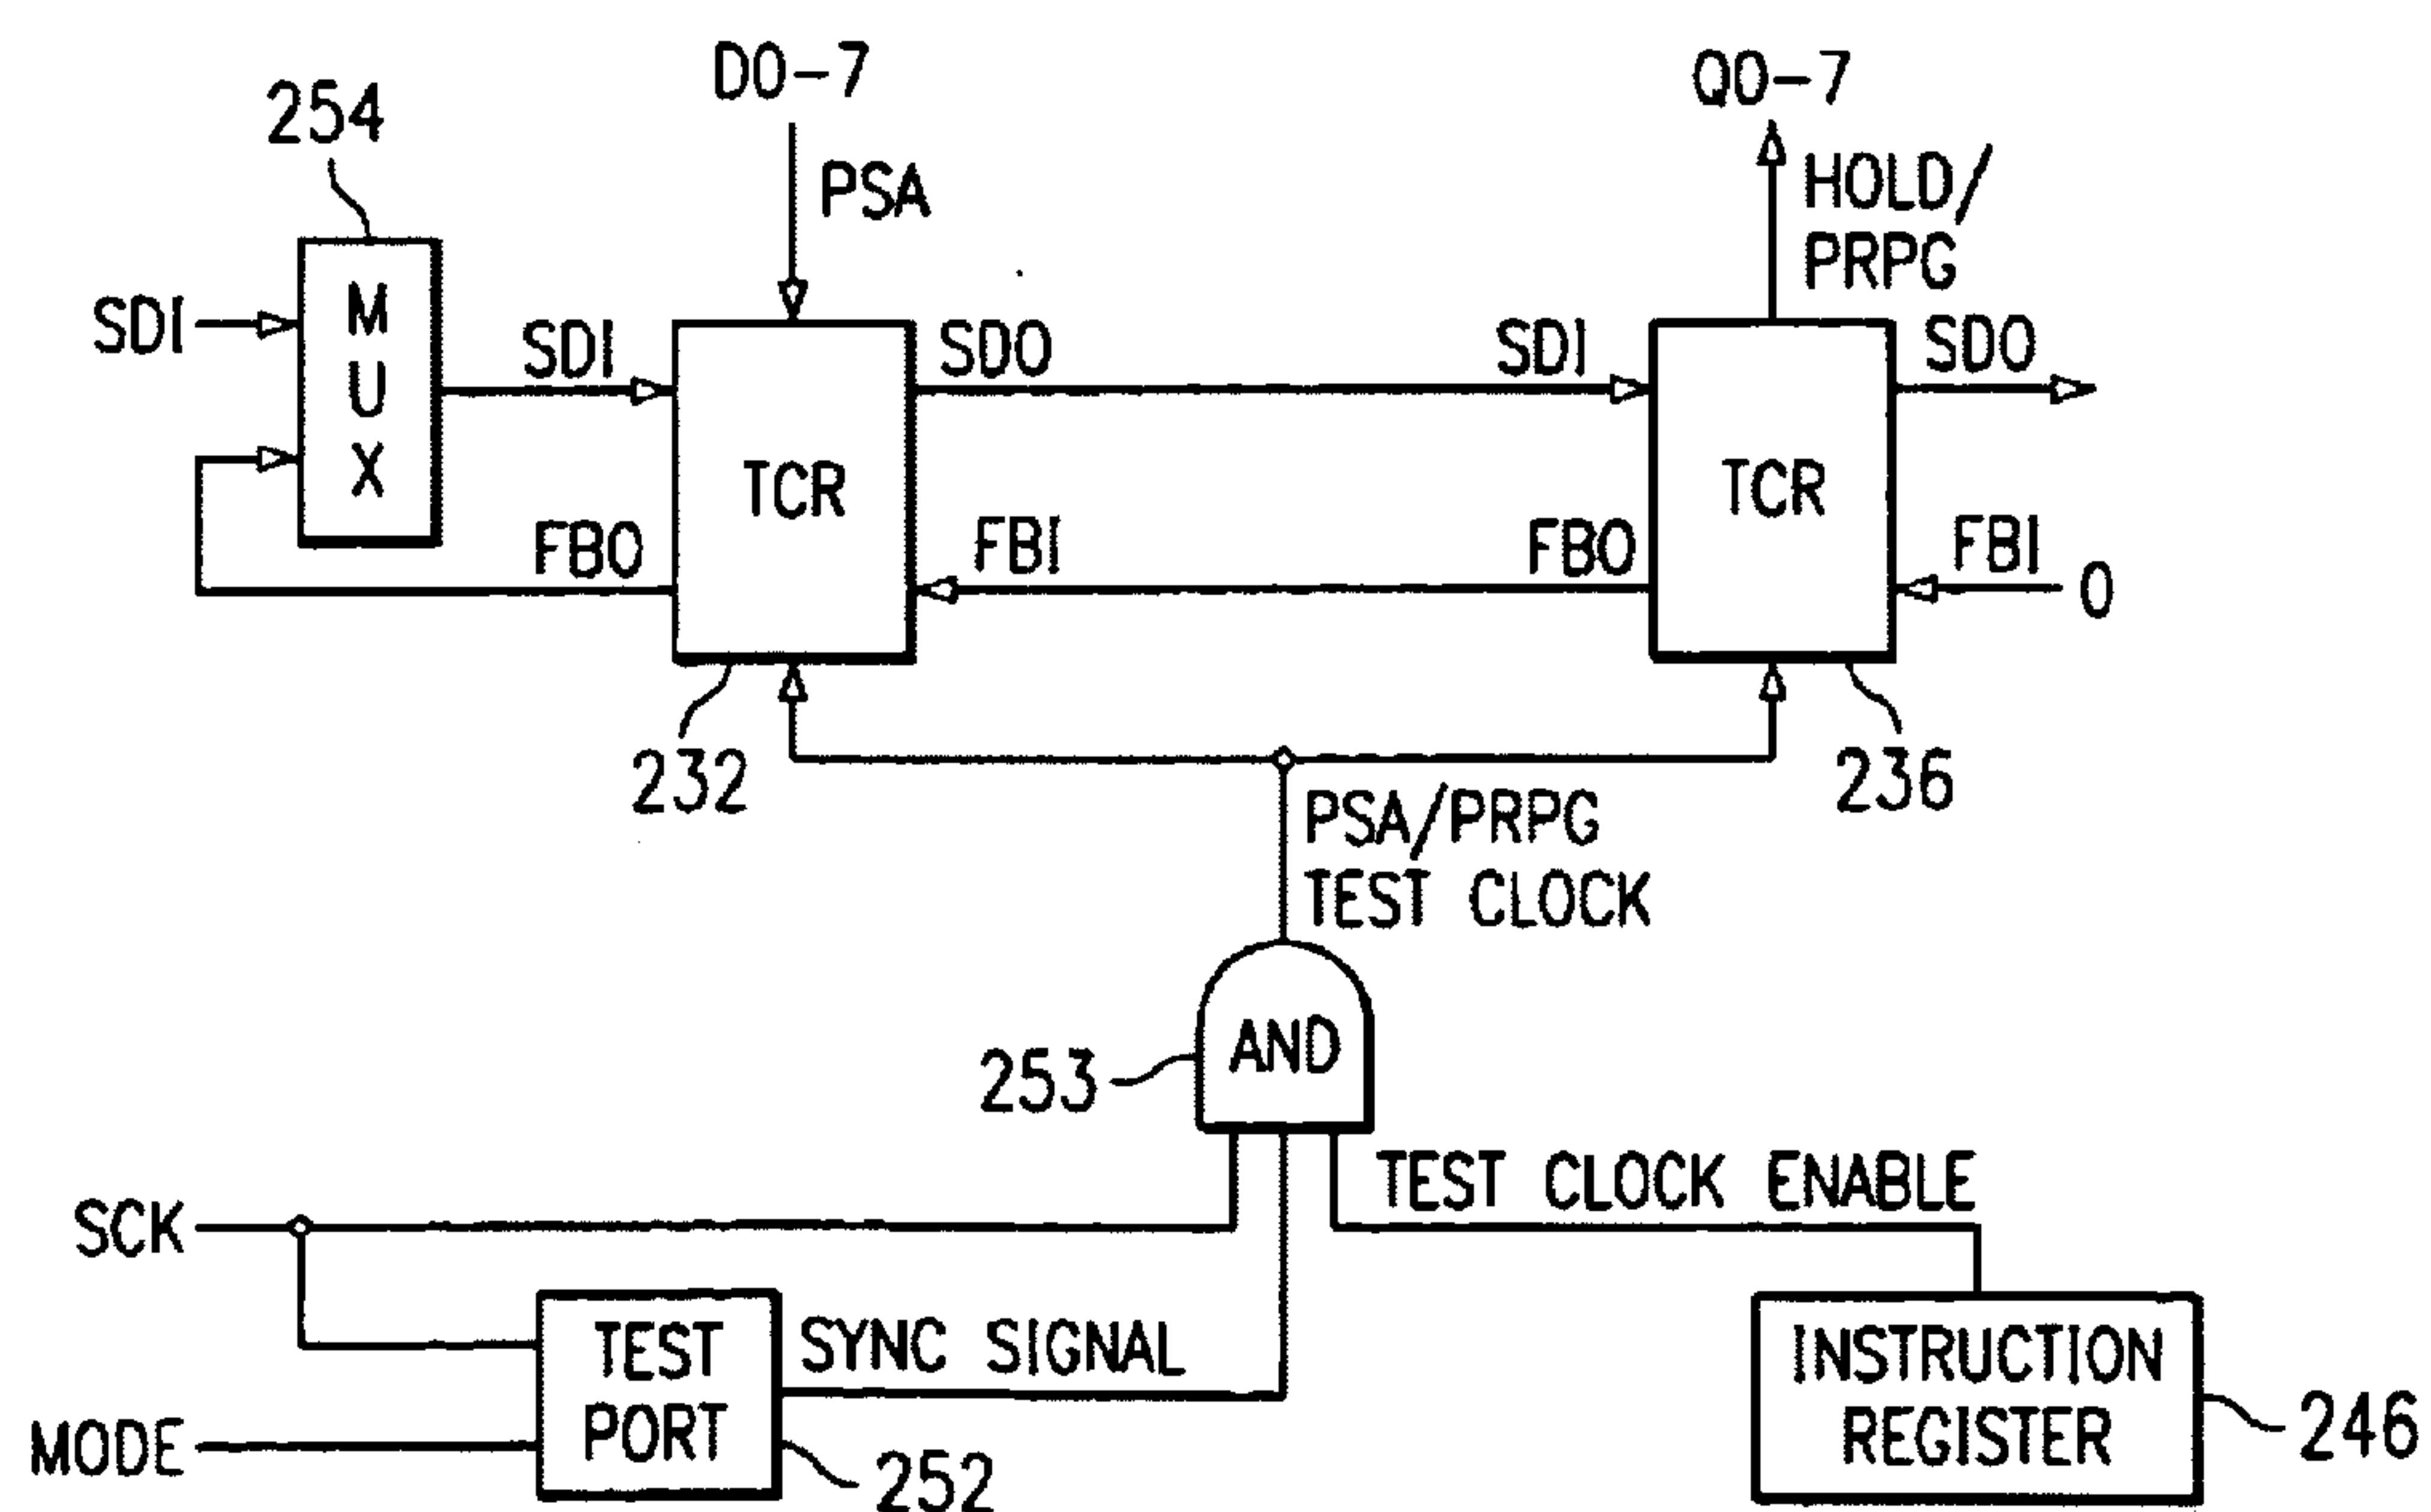 D0-7
Q0-7
254
PSA
HOLD/
PRPG
SDI
M
U
X
SDI
SDO
SDI
SDO
TCR
TCR
FBO
FBI
FBO
FBI
0
232
236
PSA/PRPG
TEST CLOCK
253
AND
TEST CLOCK ENABLE
SCK
TEST
PORT
SYNC SIGNAL
INSTRUCTION
REGISTER
MODE
252
246